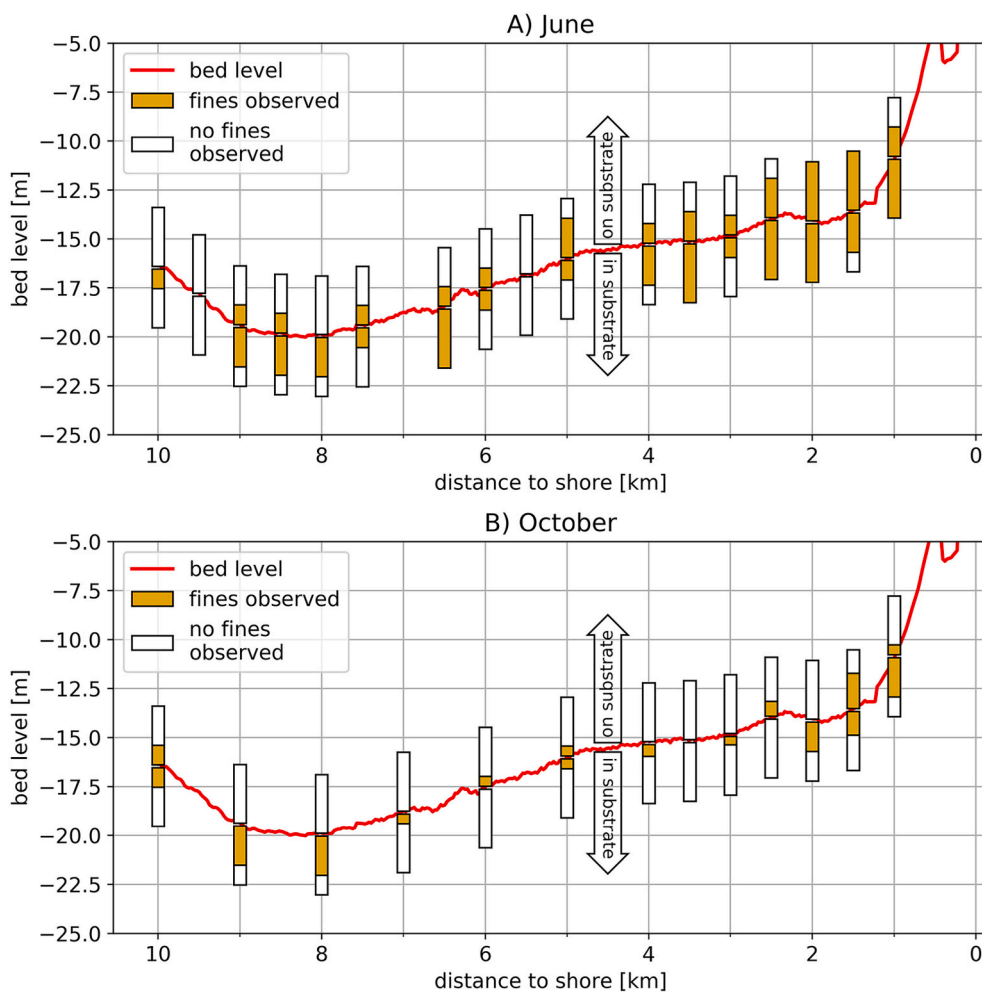 A) June
bed level
fines observed
no fines
observed
−5.0
−7.5
−10.0
−12.5
−15.0
−17.5
−20.0
−22.5
−25.0
bed level [m]
on substrate
in substrate
10
8
6
4
2
0
distance to shore [km]
B) October
bed level
fines observed
no fines
observed
−5.0
−7.5
−10.0
−12.5
−15.0
−17.5
−20.0
−22.5
−25.0
bed level [m]
on substrate
in substrate
10
8
6
4
2
0
distance to shore [km]